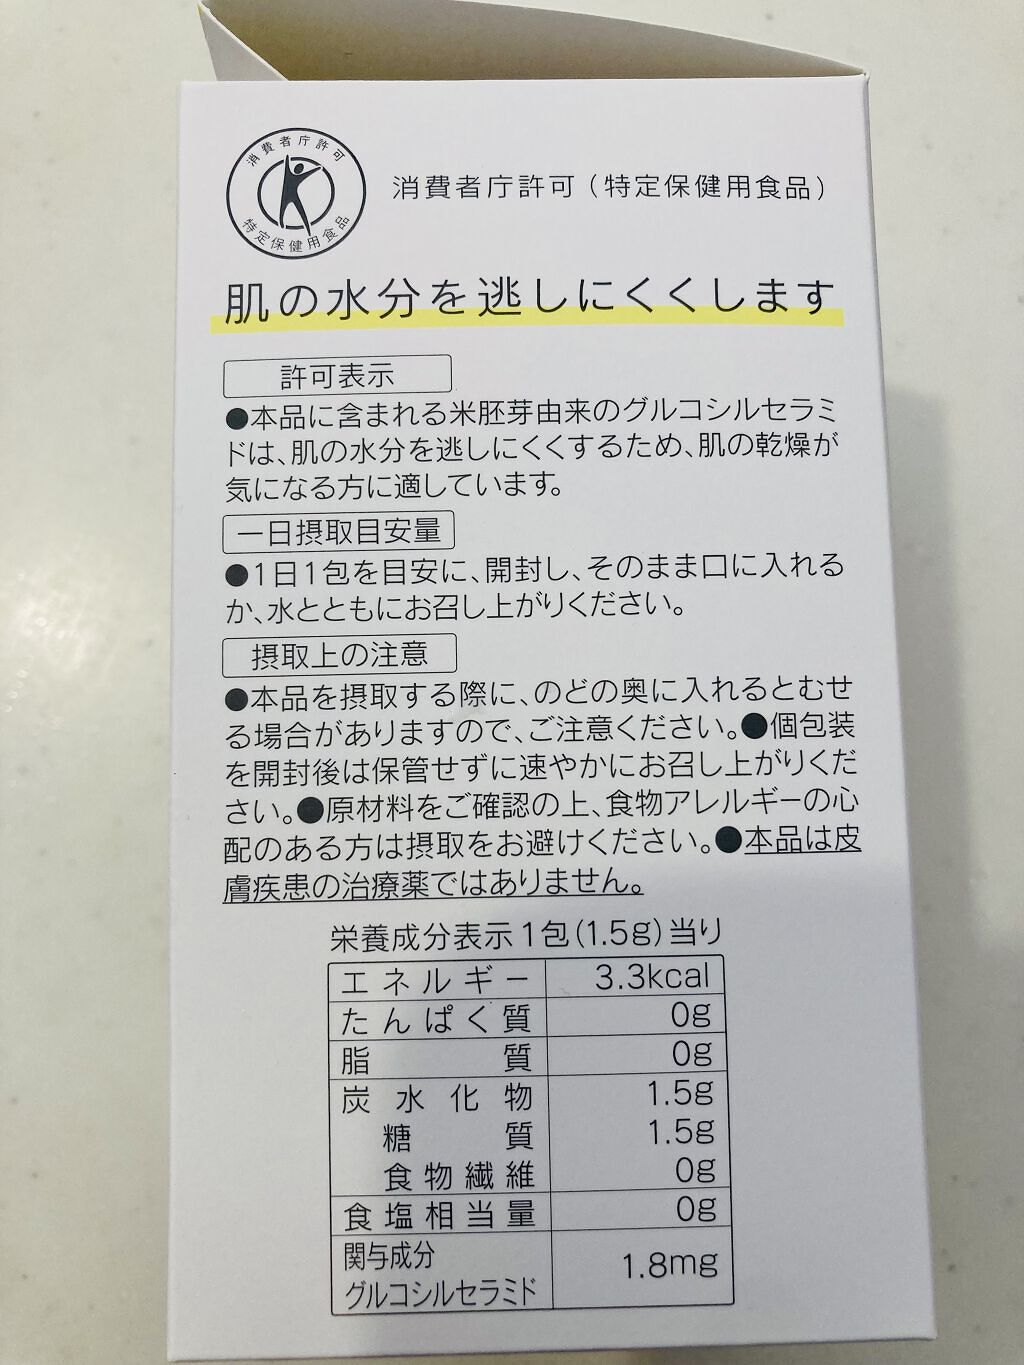 消費者庁許可
特定保健用食品
消費者庁許可（特定保健用食品）
肌の水分を逃しにくくします
許可表示
●本品に含まれる米胚芽由来のグルコシルセラミ
ドは、肌の水分を逃しにくくするため、肌の乾燥が
気になる方に適しています。
一日摂取目安量
●1日1包を目安に、開封し、そのまま口に入れる
か、水とともにお召し上がりください。
摂取上の注意
●本品を摂取する際に、のどの奥に入れるとむせ
る場合がありますので、ご注意ください。●個包装
を開封後は保管せずに速やかにお召し上がりくだ
さい。●原材料をご確認の上、食物アレルギーの心
配のある方は摂取をお避けください。●本品は皮
膚疾患の治療薬ではありません。
栄養成分表示1包(1.5g)当り
エネルギー 3.3kcal
たんぱく質 0g
脂質 0g
炭水化物 1.5g
糖質 1.5g
食物繊維 0g
食塩相当量 0g
関与成分
グルコシルセラミド 1.8mg